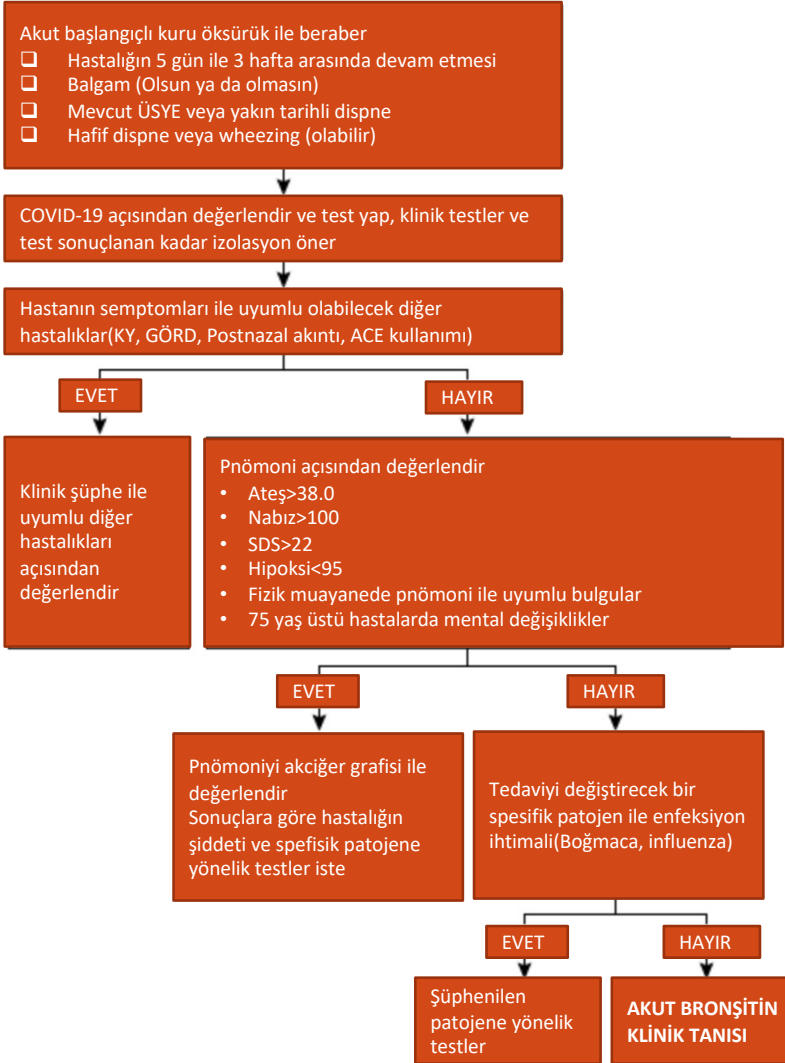 Akut başlangıçlı kuru öksürük ile beraber
❑ Hastalığın 5 gün ile 3 hafta arasında devam etmesi
❑ Balgam (Olsun ya da olmasın)
❑ Mevcut ÜSYE veya yakın tarihli dispne
❑ Hafif dispne veya wheezing (olabilir)
COVID-19 açısından değerlendir ve test yap, klinik testler ve
test sonuçlanan kadar izolasyon öner
Hastanın semptomları ile uyumlu olabilecek diğer
hastalıklar(KY, GÖRD, Postnazal akıntı, ACE kullanımı)
EVET
HAYIR
Klinik şüphe ile
uyumlu diğer
hastalıkları
açısından
değerlendir
Pnömoni açısından değerlendir
• Ateş>38.0
• Nabız>100
• SDS>22
• Hipoksi<95
• Fizik muayanede pnömoni ile uyumlu bulgular
• 75 yaş üstü hastalarda mental değişiklikler
EVET
HAYIR
Pnömoniyi akciğer grafisi ile
değerlendir
Sonuçlara göre hastalığın
şiddeti ve spefisik patojene
yönelik testler iste
Tedaviyi değiştirecek bir
spesifik patojen ile enfeksiyon
ihtimali(Boğmaca, influenza)
EVET
HAYIR
Şüphenilen
patojene yönelik
testler
AKUT BRONŞİTİN
KLİNİK TANISI